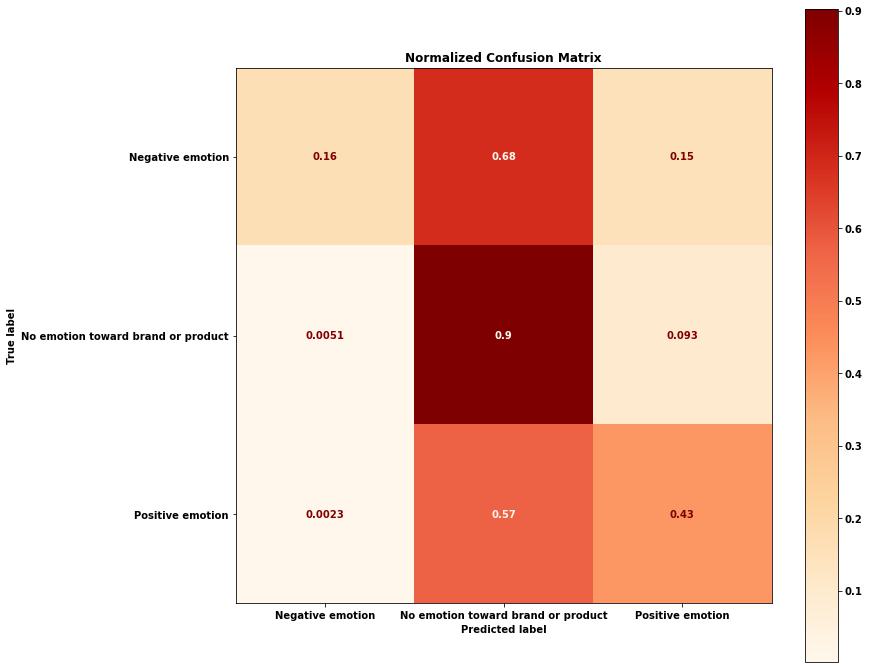 Normalized Confusion Matrix
True label
Negative emotion
0.16 0.68 0.15
No emotion toward brand or product
0.0051 0.9 0.093
Positive emotion
0.0023 0.57 0.43
Negative emotion No emotion toward brand or product Positive emotion
Predicted label
0.9
0.8
0.7
0.6
0.5
0.4
0.3
0.2
0.1